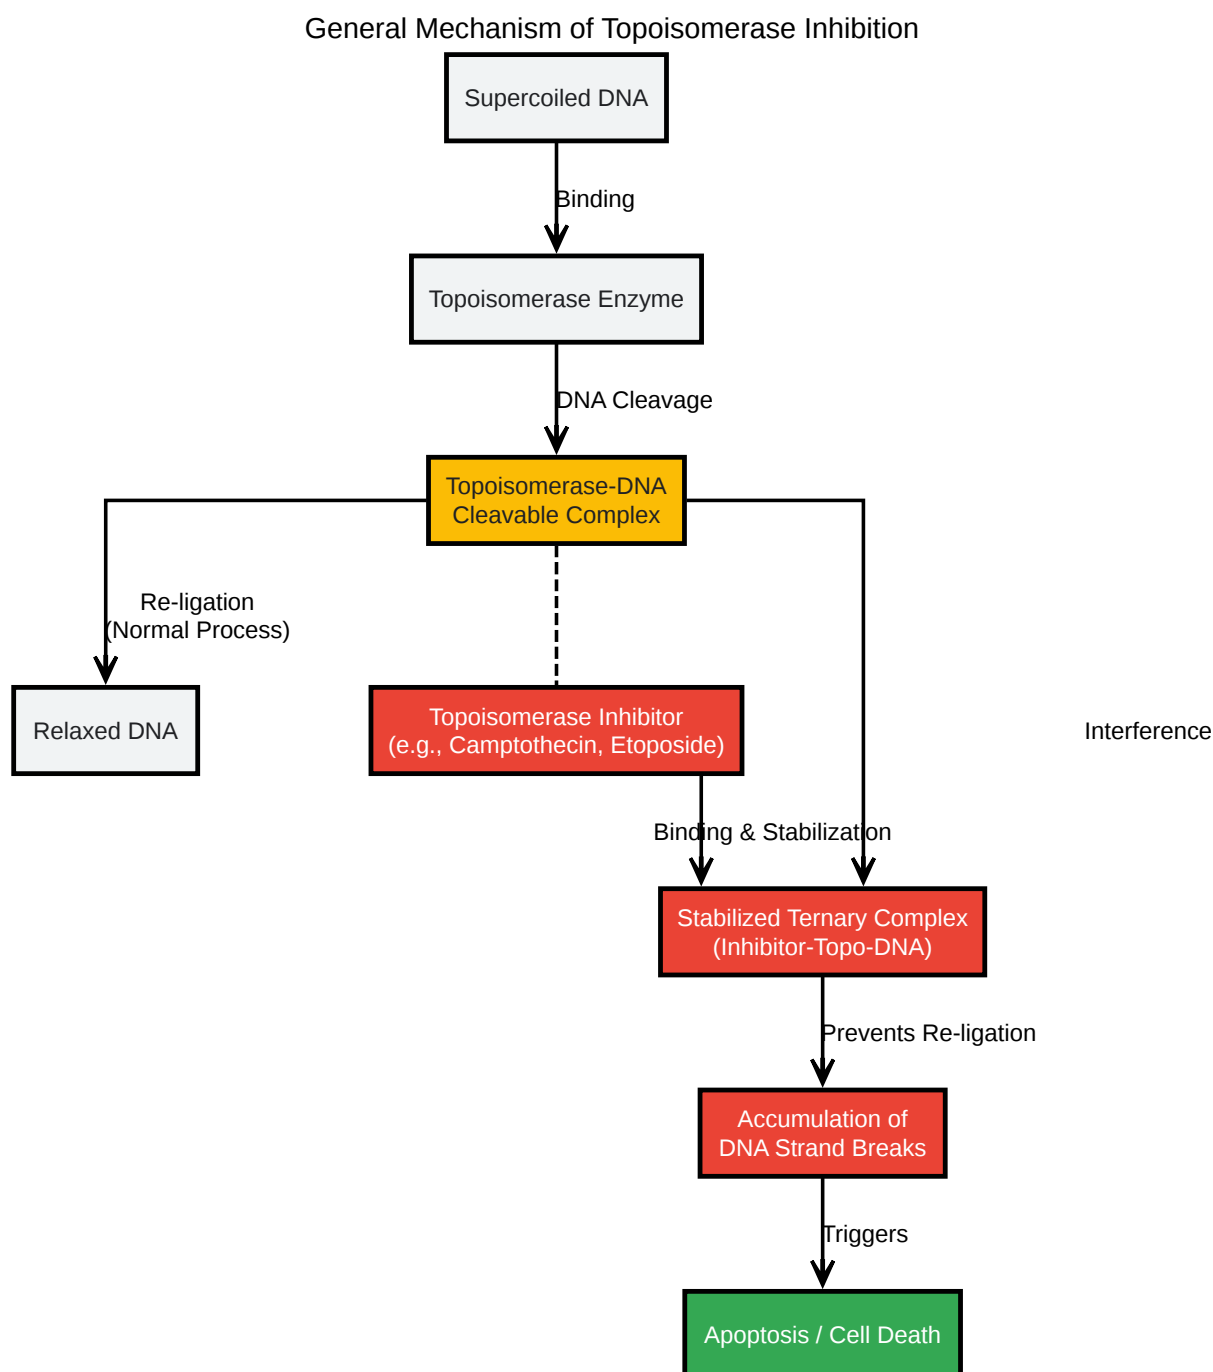 General Mechanism of Topoisomerase Inhibition
Supercoiled DNA
Binding
Topoisomerase Enzyme
DNA Cleavage
Topoisomerase-DNA
Cleavable Complex
Re-ligation
(Normal Process)
Relaxed DNA
Topoisomerase Inhibitor
(e.g., Camptothecin, Etoposide)
Interference
Binding & Stabilization
Stabilized Ternary Complex
(Inhibitor-Topo-DNA)
Prevents Re-ligation
Accumulation of
DNA Strand Breaks
Triggers
Apoptosis / Cell Death